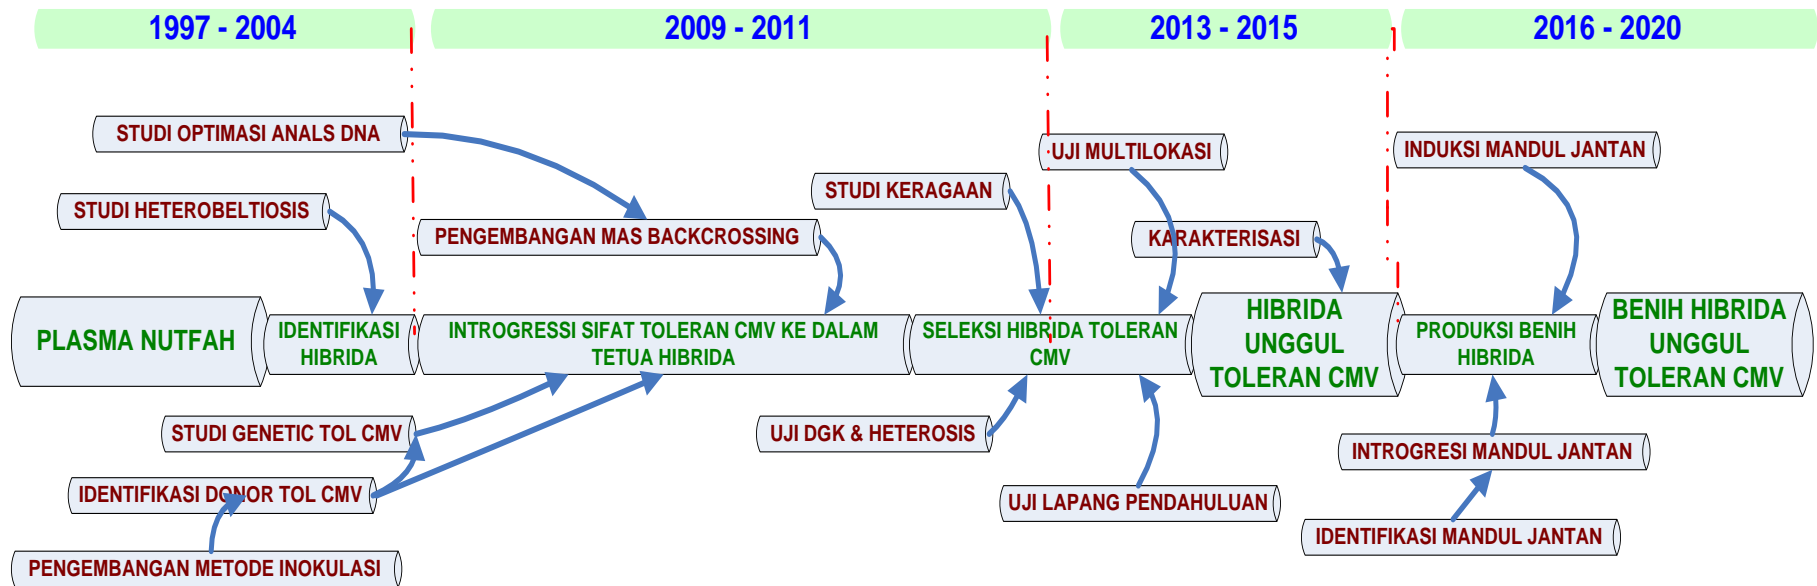 1997 - 2004
2009 - 2011
2013 - 2015
2016 - 2020
STUDI OPTIMASI ANALS DNA
UJI MULTILOKASI
INDUKSI MANDUL JANTAN
STUDI KERAGAAN
STUDI HETEROBELTIOSIS
PENGEMBANGAN MAS BACKCROSSING
KARAKTERISASI
PLASMA NUTFAH
IDENTIFIKASI
HIBRIDA
INTROGRESSI SIFAT TOLERAN CMV KE DALAM
TETUA HIBRIDA
SELEKSI HIBRIDA TOLERAN
CMV
HIBRIDA
UNGGUL
TOLERAN CMV
PRODUKSI BENIH
HIBRIDA
BENIH HIBRIDA
UNGGUL
TOLERAN CMV
STUDI GENETIC TOL CMV
UJI DGK & HETEROSIS
INTROGRESI MANDUL JANTAN
IDENTIFIKASI DONOR TOL CMV
UJI LAPANG PENDAHULUAN
IDENTIFIKASI MANDUL JANTAN
PENGEMBANGAN METODE INOKULASI